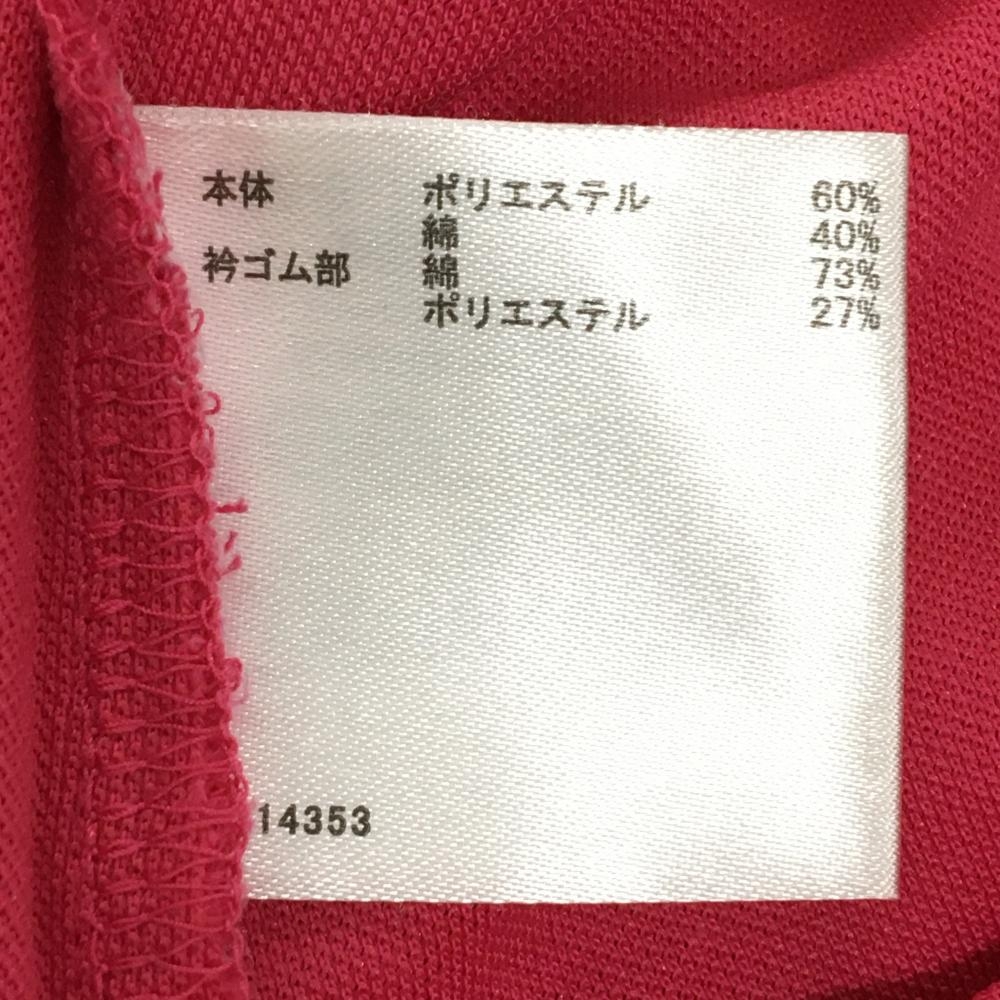 本体 ポリエステル 60%
綿 40%
衿ゴム部 綿 73%
ポリエステル 27%
14353